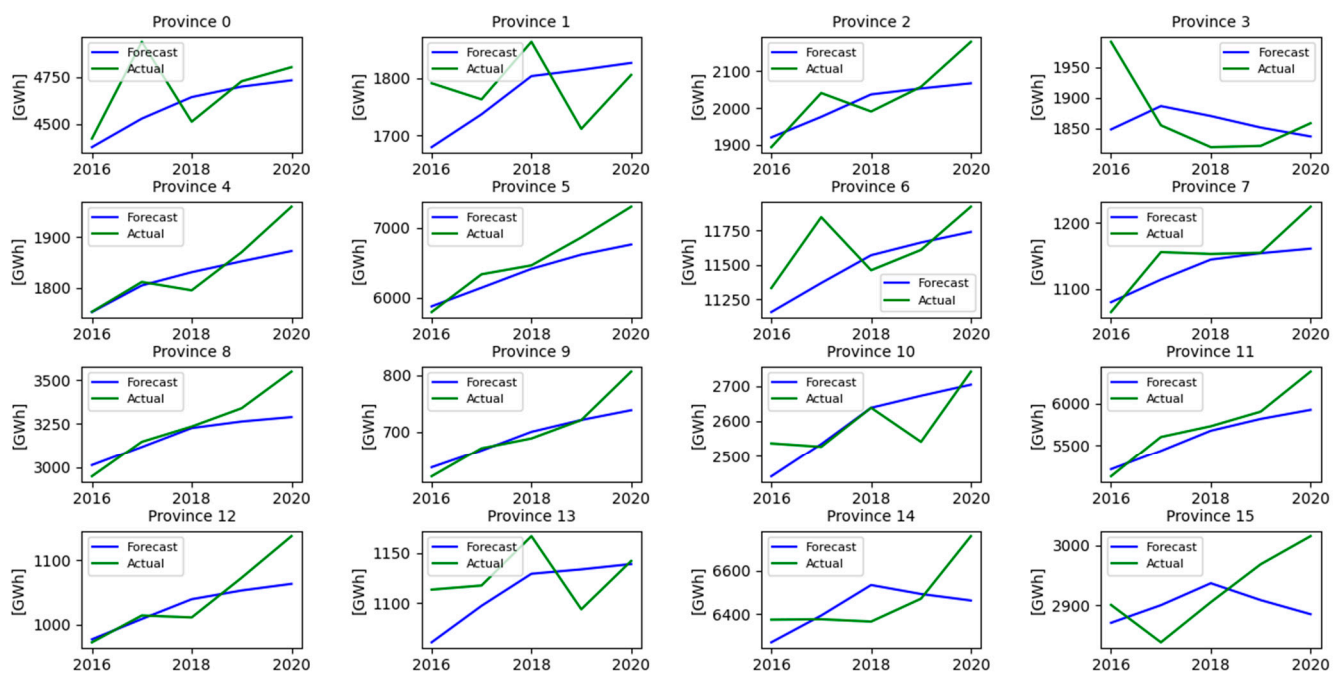 Province 0
Forecast
Actual
4750
4500
[GWh]
2016 2018 2020
Province 1
Forecast
Actual
1800
1700
[GWh]
2016 2018 2020
Province 2
Forecast
Actual
2100
2000
1900
[GWh]
2016 2018 2020
Province 3
Forecast
Actual
1950
1900
1850
[GWh]
2016 2018 2020
Province 4
Forecast
Actual
1900
1800
[GWh]
2016 2018 2020
Province 5
Forecast
Actual
7000
6000
[GWh]
2016 2018 2020
Province 6
Forecast
Actual
11750
11500
11250
[GWh]
2016 2018 2020
Province 7
Forecast
Actual
1200
1100
[GWh]
2016 2018 2020
Province 8
Forecast
Actual
3500
3250
3000
[GWh]
2016 2018 2020
Province 9
Forecast
Actual
800
700
[GWh]
2016 2018 2020
Province 10
Forecast
Actual
2700
2600
2500
[GWh]
2016 2018 2020
Province 11
Forecast
Actual
6000
5500
[GWh]
2016 2018 2020
Province 12
Forecast
Actual
1100
1000
[GWh]
2016 2018 2020
Province 13
Forecast
Actual
1150
1100
[GWh]
2016 2018 2020
Province 14
Forecast
Actual
6600
6400
[GWh]
2016 2018 2020
Province 15
Forecast
Actual
3000
2900
[GWh]
2016 2018 2020